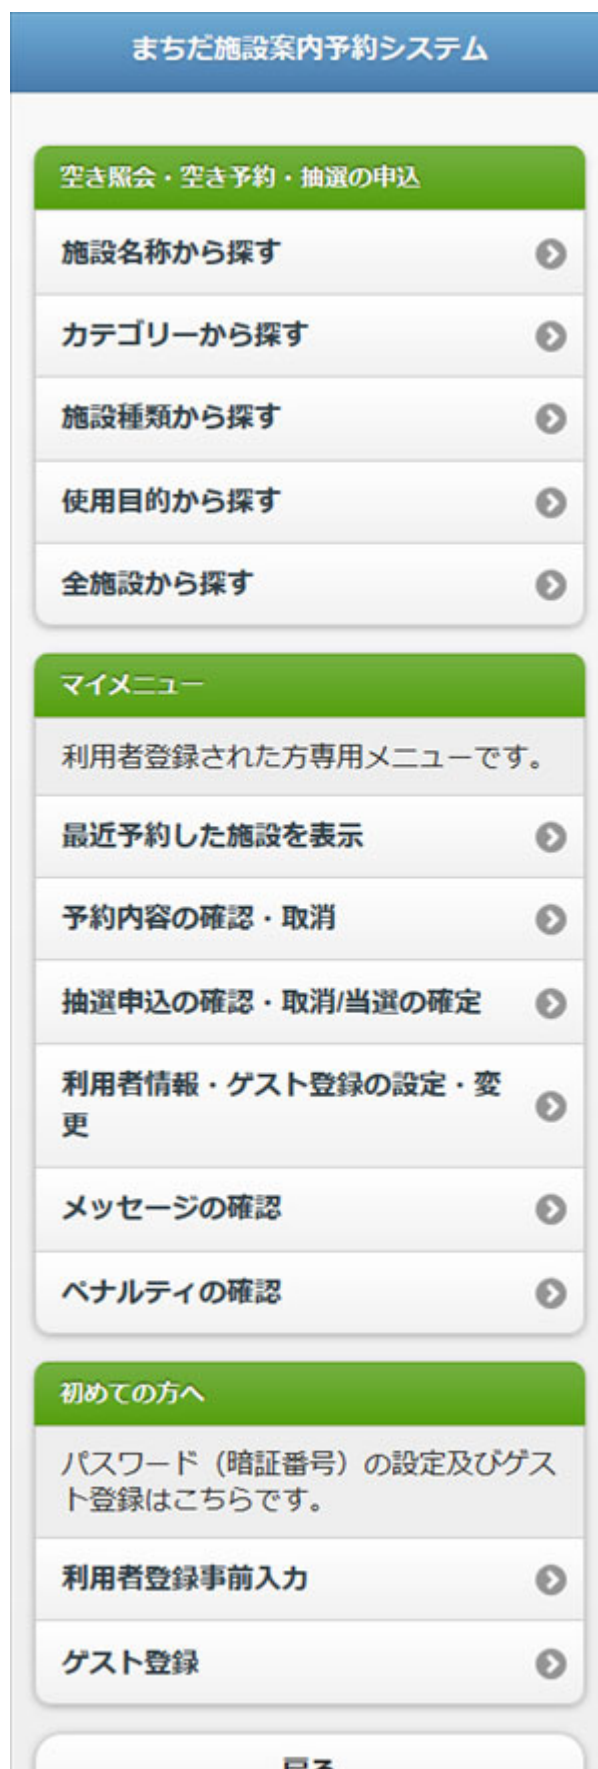 まちだ施設案内予約システム
空き照会・空き予約・抽選の申込
施設名称から探す
カテゴリーから探す
施設種類から探す
使用目的から探す
全施設から探す
マイメニュー
利用者登録された方専用メニューです。
最近予約した施設を表示
予約内容の確認・取消
抽選申込の確認・取消/当選の確定
利用者情報・ゲスト登録の設定・変
更
メッセージの確認
ペナルティの確認
初めての方へ
パスワード（暗証番号）の設定及びゲス
ト登録はこちらです。
利用者登録事前入力
ゲスト登録
戻る